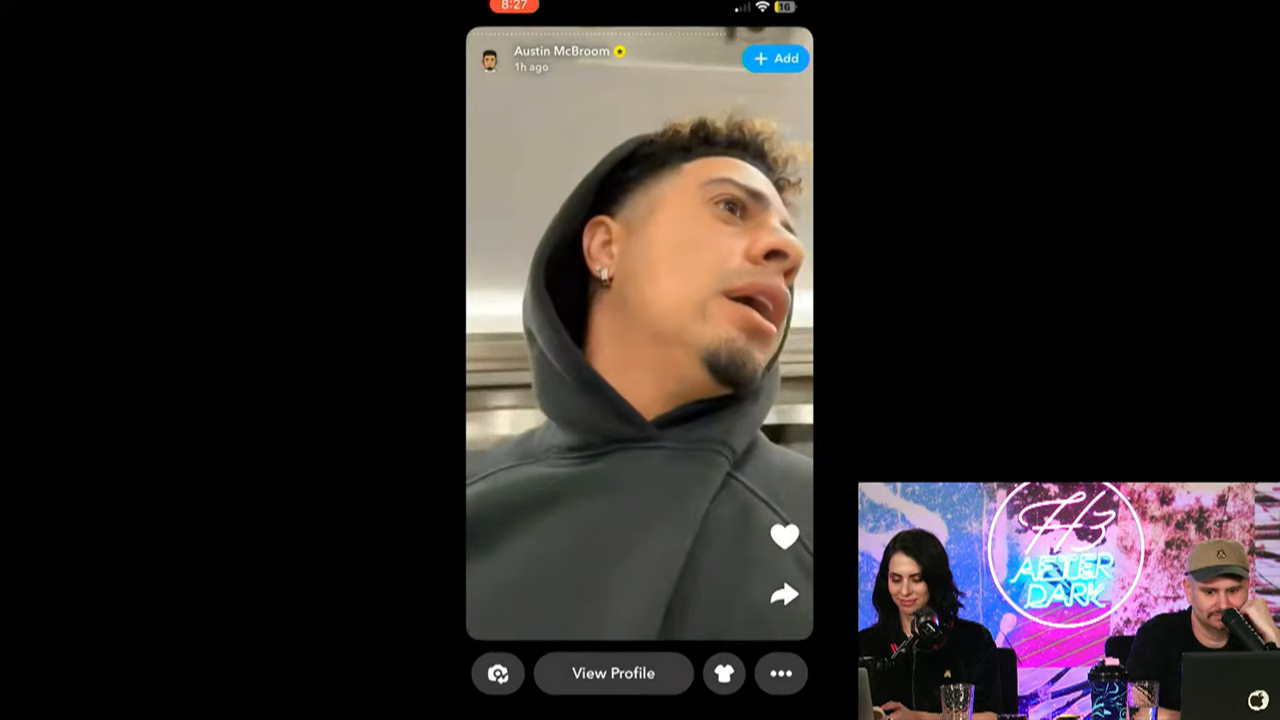 8:27
16
Austin McBroom
1h ago
+ Add
View Profile
H3
AFTER
DARK